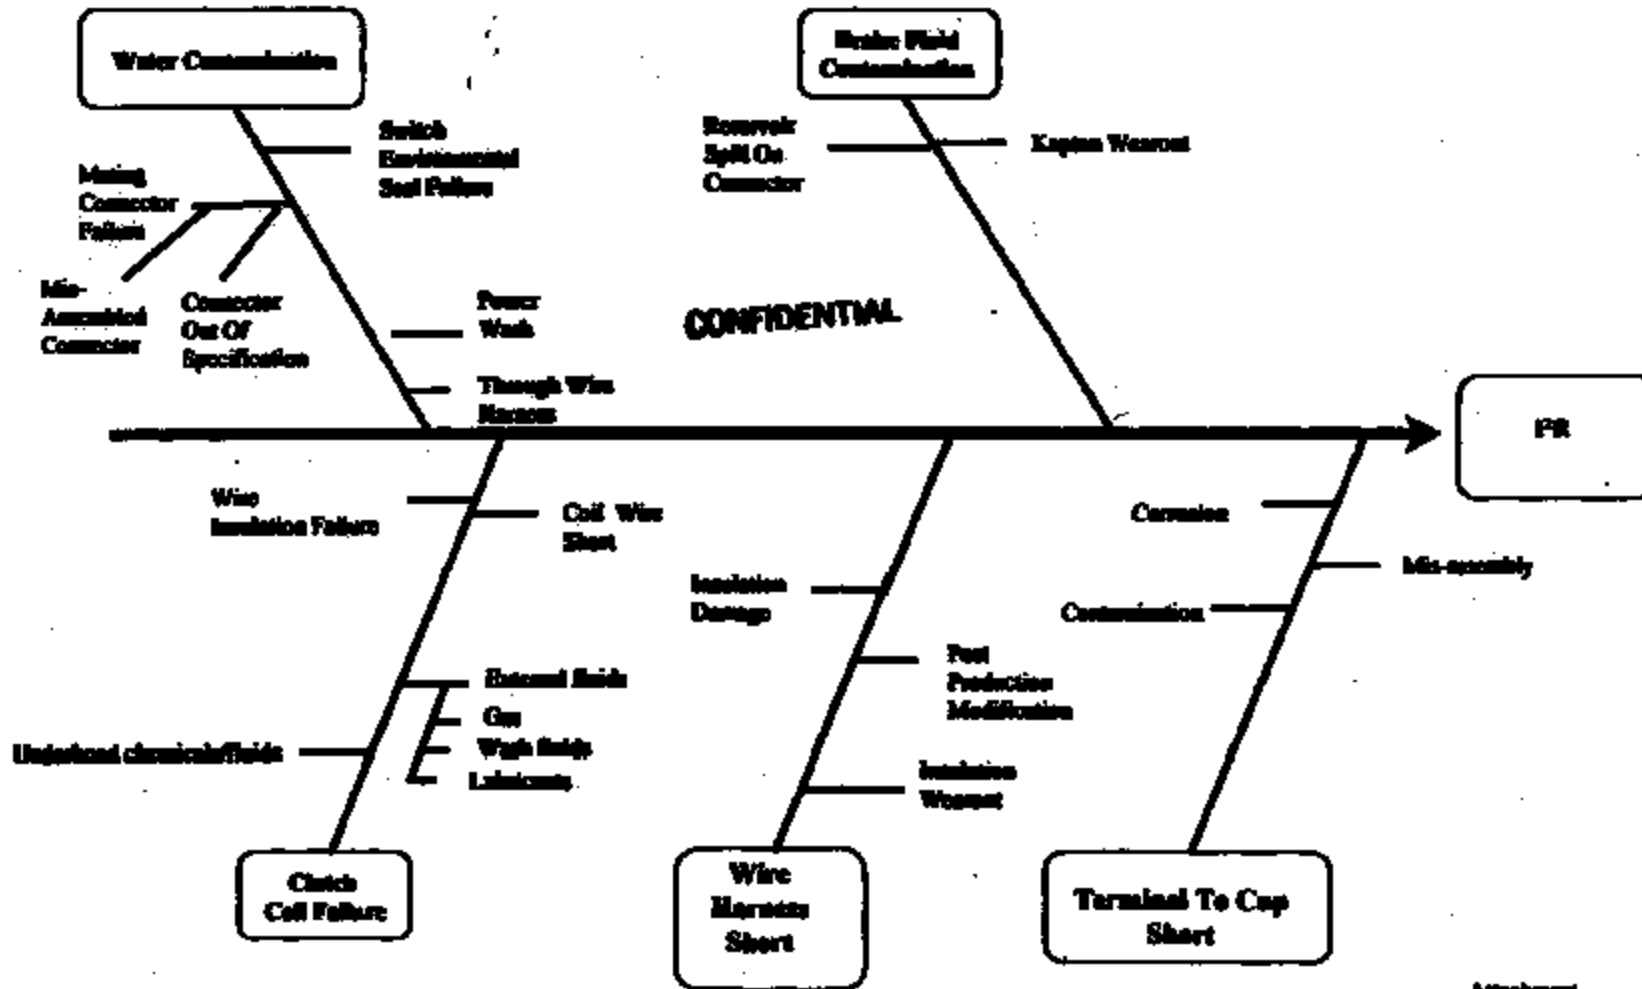 Water Contamination
Brake Fluid
Contamination
Switch
Environmental
Seal Failure
Reservoir
Spill On
Connector
Kapton Wearout
Mating
Connector
Failure
Mis-
Assembled
Connector
Connector
Out Of
Specification
Power
Wash
Through Wire
Harness
CONFIDENTIAL
I²R
Wire
Insulation Failure
Coil Wire
Short
Corrosion
Mis-assembly
Insulation
Damage
Contamination
Post
Production
Modification
External fluids
Gas
Wash fluids
Lubricants
Underhood chemicals/fluids
Insulation
Wearout
Clutch
Coil Failure
Wire
Harness
Short
Terminal To Cup
Short
Attachment